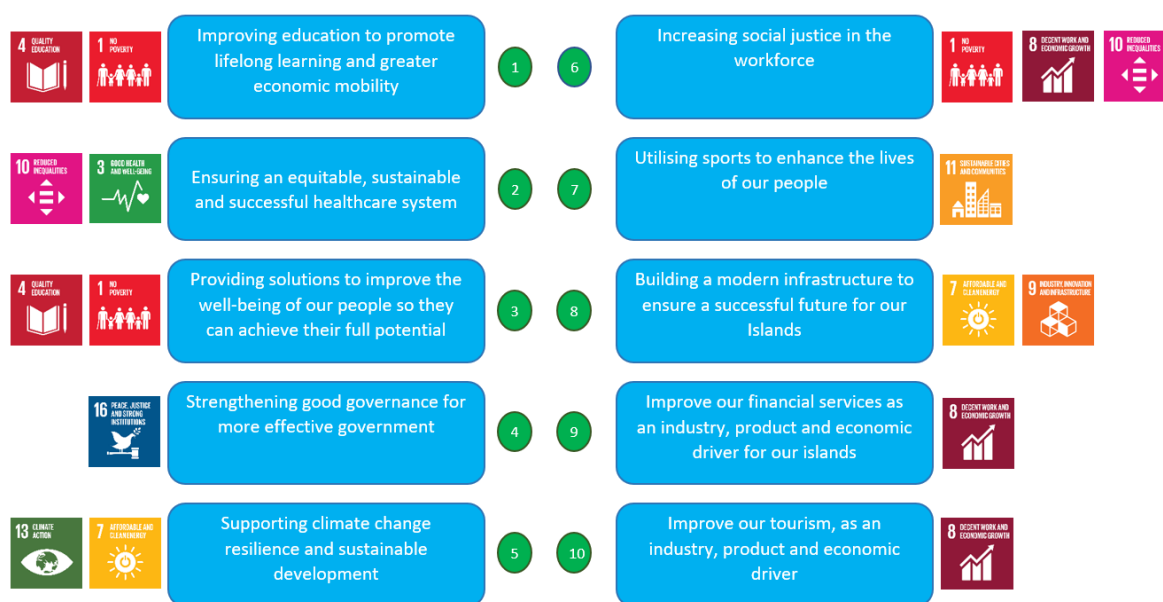 4 QUALITY
EDUCATION
1 NO
POVERTY
Improving education to promote
lifelong learning and greater
economic mobility
1
6
Increasing social justice in the
workforce
1 NO
POVERTY
8 DECENT WORK AND
ECONOMIC GROWTH
10 REDUCED
INEQUALITIES
10 REDUCED
INEQUALITIES
3 GOOD HEALTH
AND WELL-BEING
Ensuring an equitable, sustainable
and successful healthcare system
2
7
Utilising sports to enhance the lives
of our people
11 SUSTAINABLE CITIES
AND COMMUNITIES
4 QUALITY
EDUCATION
1 NO
POVERTY
Providing solutions to improve the
well-being of our people so they
can achieve their full potential
3
8
Building a modern infrastructure to
ensure a successful future for our
Islands
7 AFFORDABLE AND
CLEAN ENERGY
9 INDUSTRY, INNOVATION
AND INFRASTRUCTURE
16 PEACE, JUSTICE
AND STRONG
INSTITUTIONS
Strengthening good governance for
more effective government
4
9
Improve our financial services as
an industry, product and economic
driver for our islands
8 DECENT WORK AND
ECONOMIC GROWTH
13 CLIMATE
ACTION
7 AFFORDABLE AND
CLEAN ENERGY
Supporting climate change
resilience and sustainable
development
5
10
Improve our tourism, as an
industry, product and economic
driver
8 DECENT WORK AND
ECONOMIC GROWTH